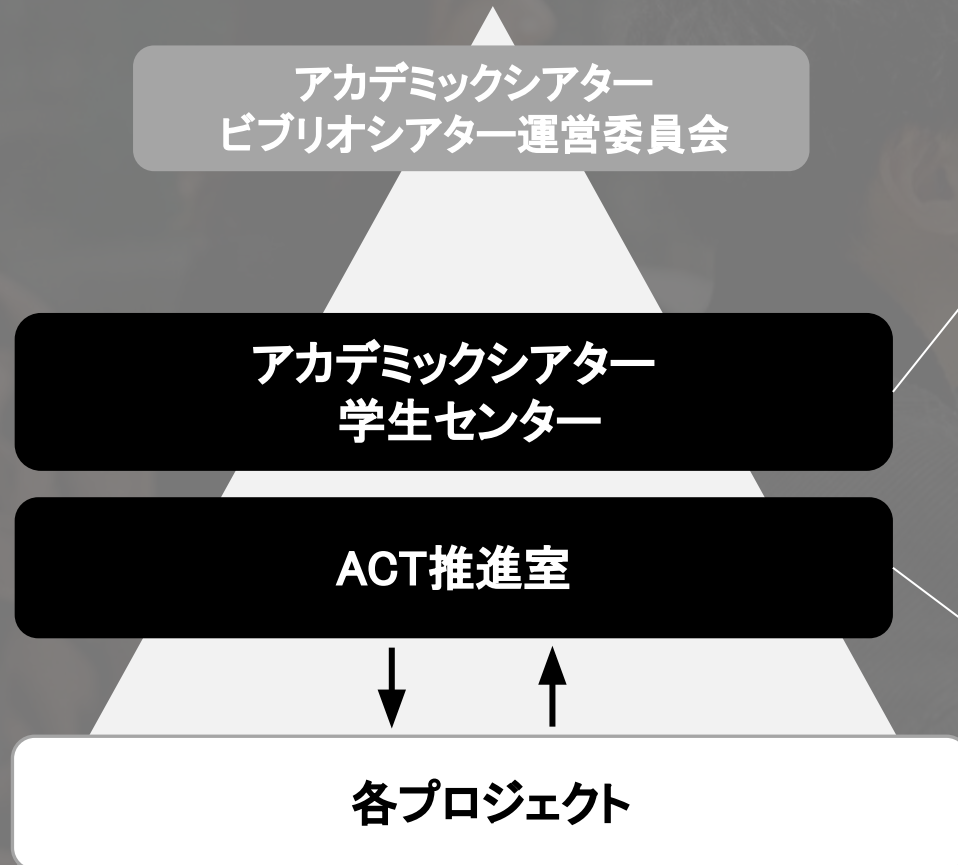 アカデミックシアター
ビブリオシアター運営委員会
アカデミックシアター
学生センター
ACT推進室
各プロジェクト